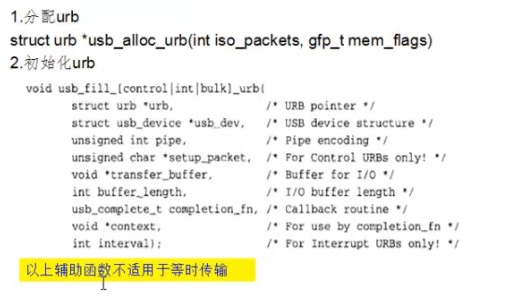 1.分配urb
struct urb *usb_alloc_urb(int iso_packets, gfp_t mem_flags)
2.初始化urb
void usb_fill_[control|int|bulk]_urb(
struct urb *urb, /* URB pointer */
struct usb_device *usb_dev, /* USB device structure */
unsigned int pipe, /* Pipe encoding */
unsigned char *setup_packet, /* For Control URBs only! */
void *transfer_buffer, /* Buffer for I/O */
int buffer_length, /* I/O buffer length */
usb_complete_t completion_fn, /* Callback routine */
void *context, /* For use by completion_fn */
int interval); /* For Interrupt URBs only! */
以上辅助函数不适用于等时传输